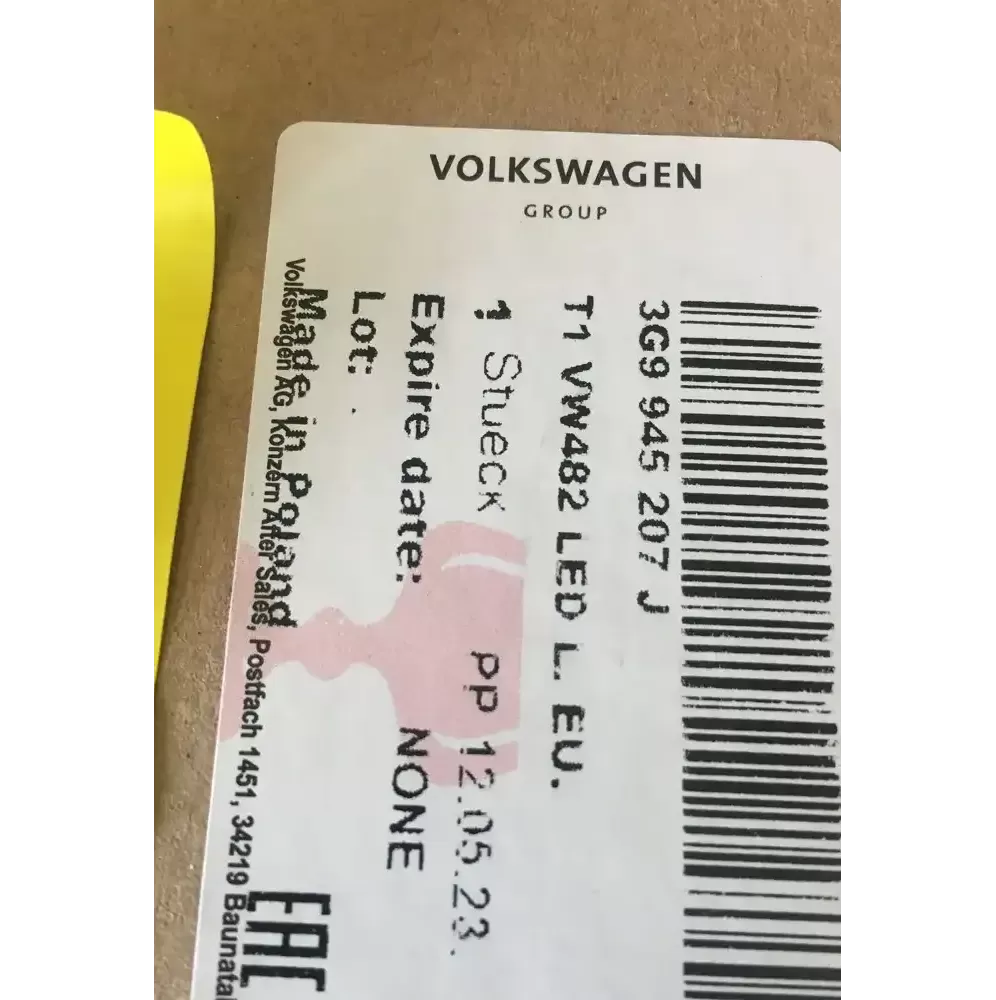 VOLKSWAGEN
GROUP
3G9 945 207 J
T1 VW482 LED L. EU.
1 Stueck PP 12.05.23.
Expire date: NONE
Lot: .
Made in Poland
Volkswagen AG, Konzern After Sales, Postfach 1451, 34219 Baunatal
EAC